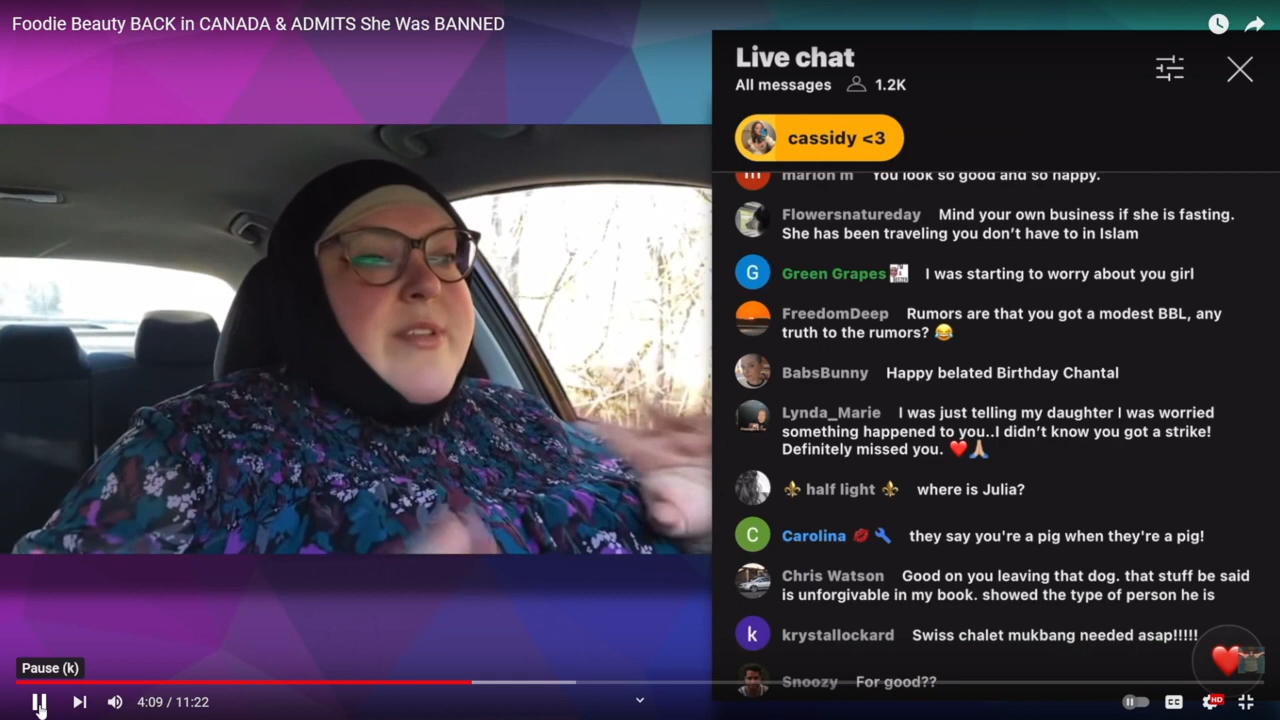 Foodie Beauty BACK in CANADA & ADMITS She Was BANNED
Live chat
All messages 1.2K
cassidy <3
marion m You look so good and so happy.
Flowersnatureday Mind your own business if she is fasting.
She has been traveling you don’t have to in Islam
G Green Grapes I was starting to worry about you girl
FreedomDeep Rumors are that you got a modest BBL, any
truth to the rumors? 😂
BabsBunny Happy belated Birthday Chantal
Lynda_Marie I was just telling my daughter I was worried
something happened to you..I didn’t know you got a strike!
Definitely missed you. ❤️🙏🏼
⚜️ half light ⚜️ where is Julia?
C Carolina 💋 🔧 they say you're a pig when they're a pig!
Chris Watson Good on you leaving that dog. that stuff be said
is unforgivable in my book. showed the type of person he is
k krystallockard Swiss chalet mukbang needed asap!!!!!
Snoozy For good??
Pause (k)
4:09 / 11:22
CC
HD